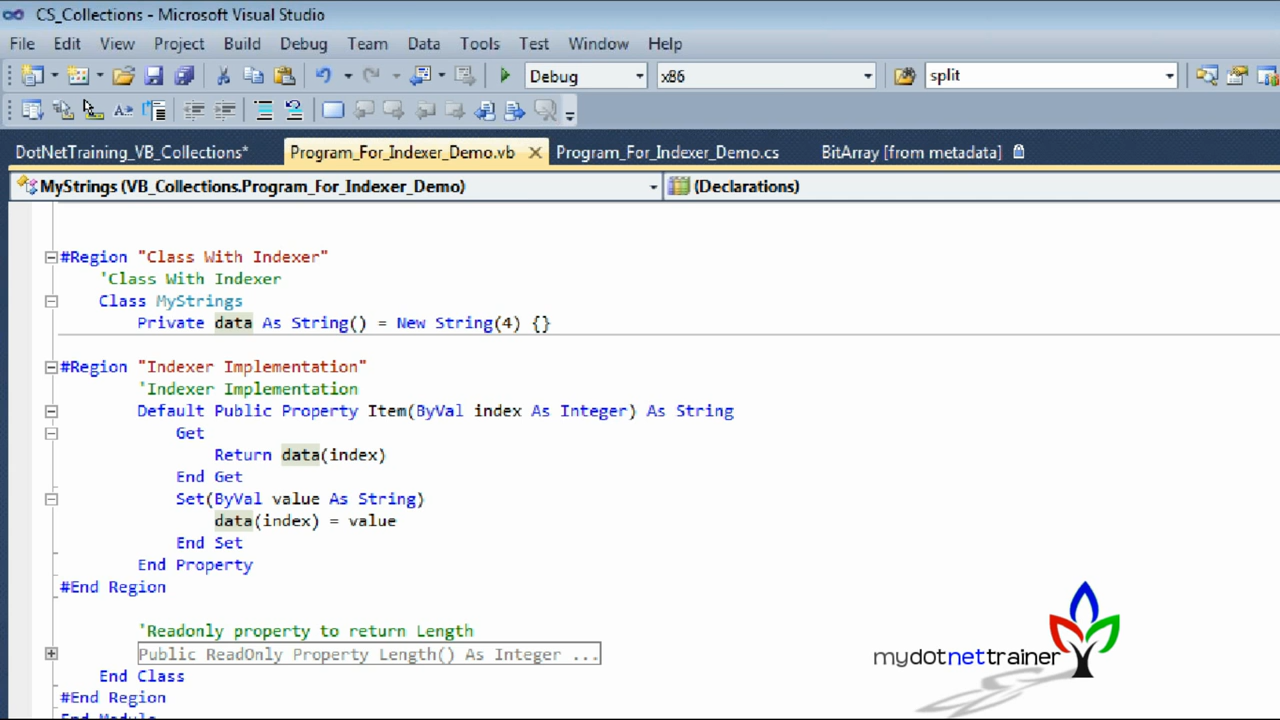 CS_Collections - Microsoft Visual Studio
File Edit View Project Build Debug Team Data Tools Test Window Help
Debug x86 split
DotNetTraining_VB_Collections* Program_For_Indexer_Demo.vb Program_For_Indexer_Demo.cs BitArray [from metadata]
MyStrings (VB_Collections.Program_For_Indexer_Demo) (Declarations)
#Region "Class With Indexer"
'Class With Indexer
Class MyStrings
Private data As String() = New String(4) {}
#Region "Indexer Implementation"
'Indexer Implementation
Default Public Property Item(ByVal index As Integer) As String
Get
Return data(index)
End Get
Set(ByVal value As String)
data(index) = value
End Set
End Property
#End Region
'Readonly property to return Length
Public ReadOnly Property Length() As Integer ...
End Class
#End Region
End Module
mydotnettrainer